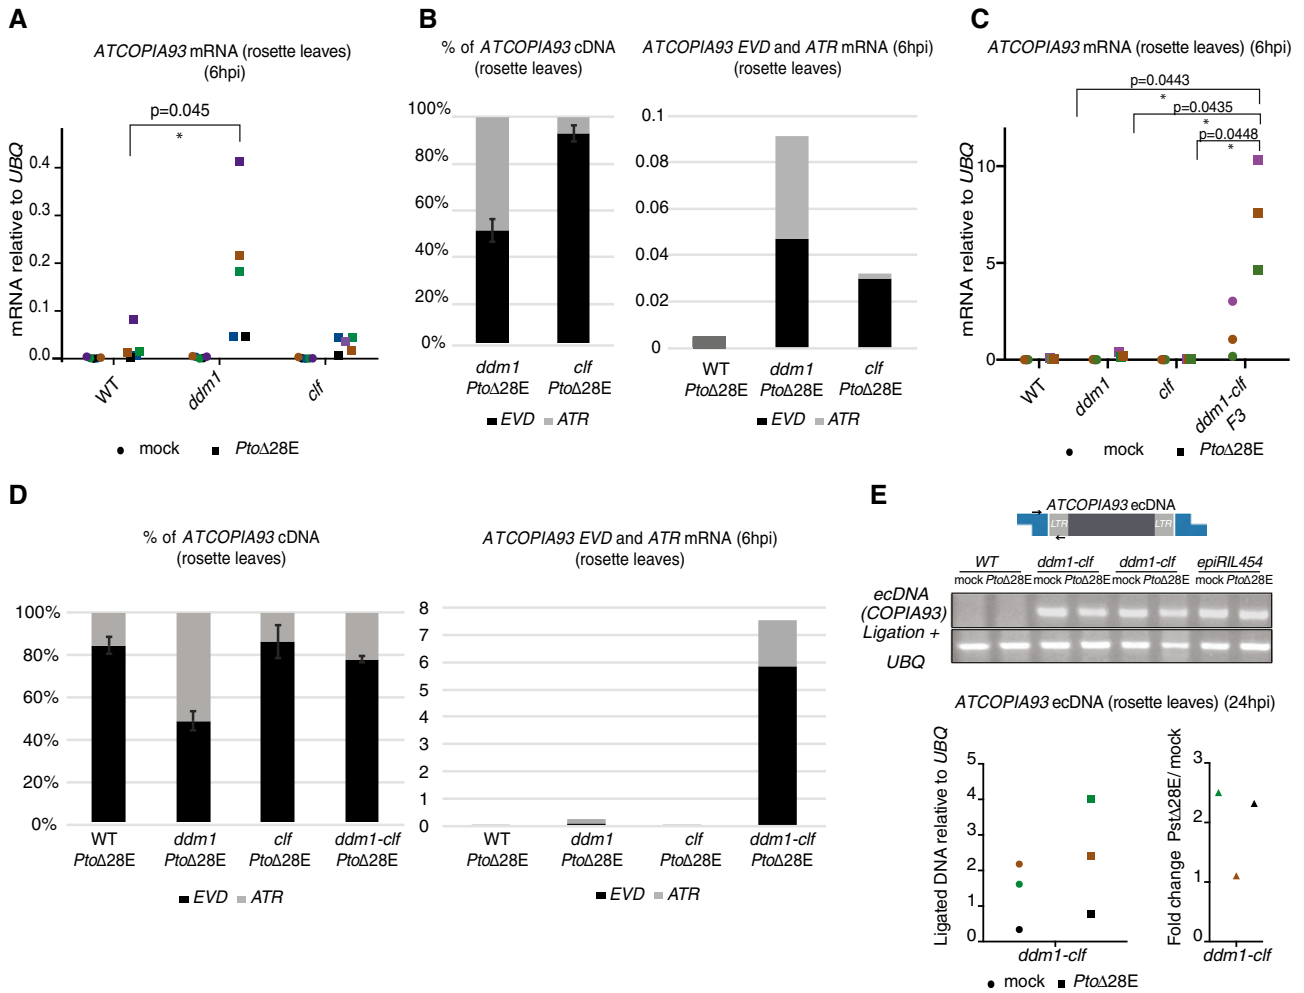 A
ATCOPIA93 mRNA (rosette leaves)
(6hpi)
p=0.045
*
mRNA relative to UBQ
0.4
0.3
0.2
0.1
0.0
WT
ddm1
clf
mock
PtoΔ28E
B
% of ATCOPIA93 cDNA
(rosette leaves)
100%
80%
60%
40%
20%
0%
ddm1
PtoΔ28E
clf
PtoΔ28E
EVD ATR
ATCOPIA93 EVD and ATR mRNA (6hpi)
(rosette leaves)
0.1
0.08
0.06
0.04
0.02
0
WT
PtoΔ28E
ddm1
PtoΔ28E
clf
PtoΔ28E
EVD ATR
C
ATCOPIA93 mRNA (rosette leaves) (6hpi)
p=0.0443
*
p=0.0435
*
p=0.0448
*
mRNA relative to UBQ
10
5
0
WT
ddm1
clf
ddm1-clf
F3
mock
PtoΔ28E
D
% of ATCOPIA93 cDNA
(rosette leaves)
100%
80%
60%
40%
20%
0%
WT
PtoΔ28E
ddm1
PtoΔ28E
clf
PtoΔ28E
ddm1-clf
PtoΔ28E
EVD ATR
ATCOPIA93 EVD and ATR mRNA (6hpi)
(rosette leaves)
8
7
6
5
4
3
2
1
0
WT
PtoΔ28E
ddm1
PtoΔ28E
clf
PtoΔ28E
ddm1-clf
PtoΔ28E
EVD ATR
E
ATCOPIA93 ecDNA
LTR LTR
WT ddm1-clf ddm1-clf epiRIL454
mock PtoΔ28E mock PtoΔ28E mock PtoΔ28E mock PtoΔ28E
ecDNA
(COPIA93)
Ligation +
UBQ
ATCOPIA93 ecDNA (rosette leaves) (24hpi)
Ligated DNA relative to UBQ
5
4
3
2
1
0
ddm1-clf
mock PtoΔ28E
Fold change PstΔ28E/mock
3
2
1
0
ddm1-clf